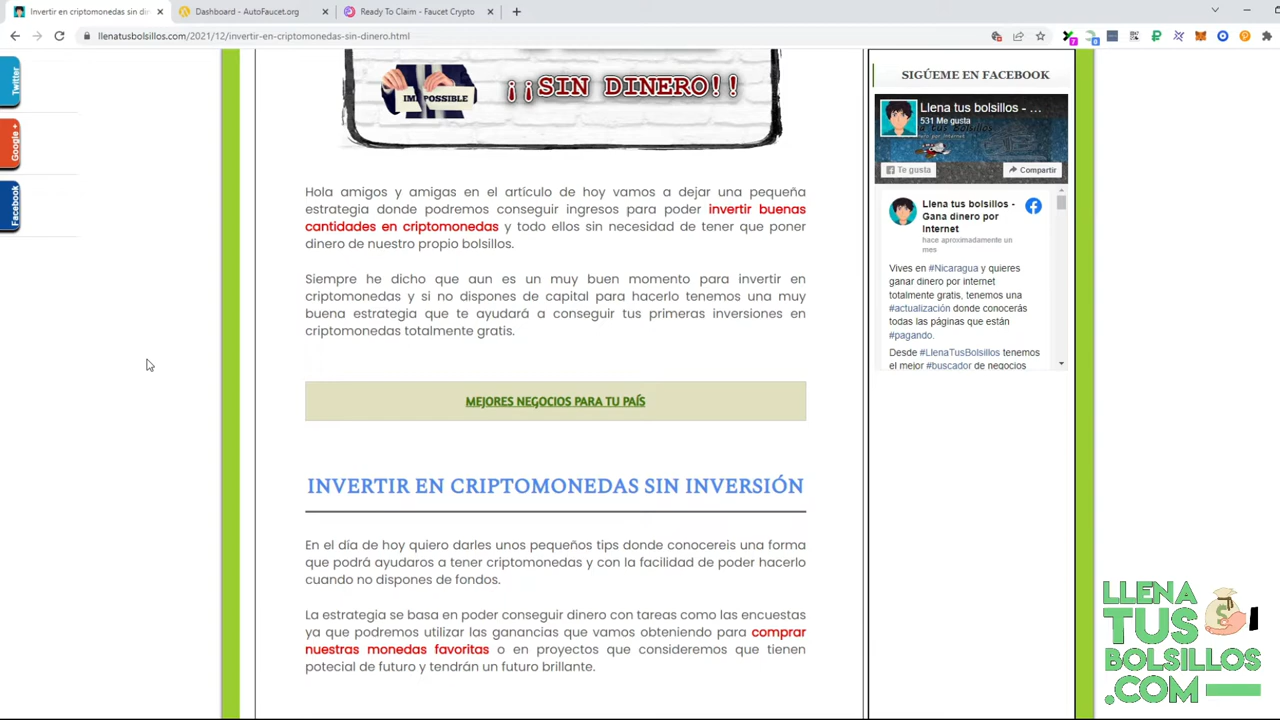 Invertir en criptomonedas sin din
Dashboard - AutoFaucet.org
Ready To Claim - Faucet Crypto
llenatusbolsillos.com/2021/12/invertir-en-criptomonedas-sin-dinero.html
Twitter
Google +
Facebook
IMPOSSIBLE
¡¡SIN DINERO!!
Hola amigos y amigas en el artículo de hoy vamos a dejar una pequeña
estrategia donde podremos conseguir ingresos para poder invertir buenas
cantidades en criptomonedas y todo ellos sin necesidad de tener que poner
dinero de nuestro propio bolsillos.
Siempre he dicho que aun es un muy buen momento para invertir en
criptomonedas y si no dispones de capital para hacerlo tenemos una muy
buena estrategia que te ayudará a conseguir tus primeras inversiones en
criptomonedas totalmente gratis.
MEJORES NEGOCIOS PARA TU PAÍS
INVERTIR EN CRIPTOMONEDAS SIN INVERSIÓN
En el día de hoy quiero darles unos pequeños tips donde conocereis una forma
que podrá ayudaros a tener criptomonedas y con la facilidad de poder hacerlo
cuando no dispones de fondos.
La estrategia se basa en poder conseguir dinero con tareas como las encuestas
ya que podremos utilizar las ganancias que vamos obteniendo para comprar
nuestras monedas favoritas o en proyectos que consideremos que tienen
potecial de futuro y tendrán un futuro brillante.
SIGÚEME EN FACEBOOK
Llena tus bolsillos - ...
531 Me gusta
Te gusta
Compartir
Llena tus bolsillos -
Gana dinero por
Internet
hace aproximadamente un
mes
Vives en #Nicaragua y quieres
ganar dinero por internet
totalmente gratis, tenemos una
#actualización donde conocerás
todas las páginas que están
#pagando.
Desde #LlenaTusBolsillos tenemos
el mejor #buscador de negocios
LLENA
TUS
BOLSILLOS
.COM